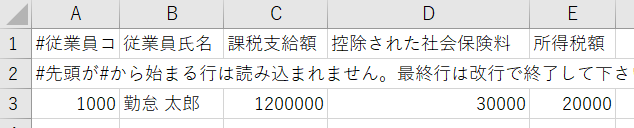 A B C D E
1 #従業員コ 従業員氏名 課税支給額 控除された社会保険料 所得税額
2 #先頭が#から始まる行は読み込まれません。最終行は改行で終了して下さ
3 1000 勤怠 太郎 1200000 30000 20000